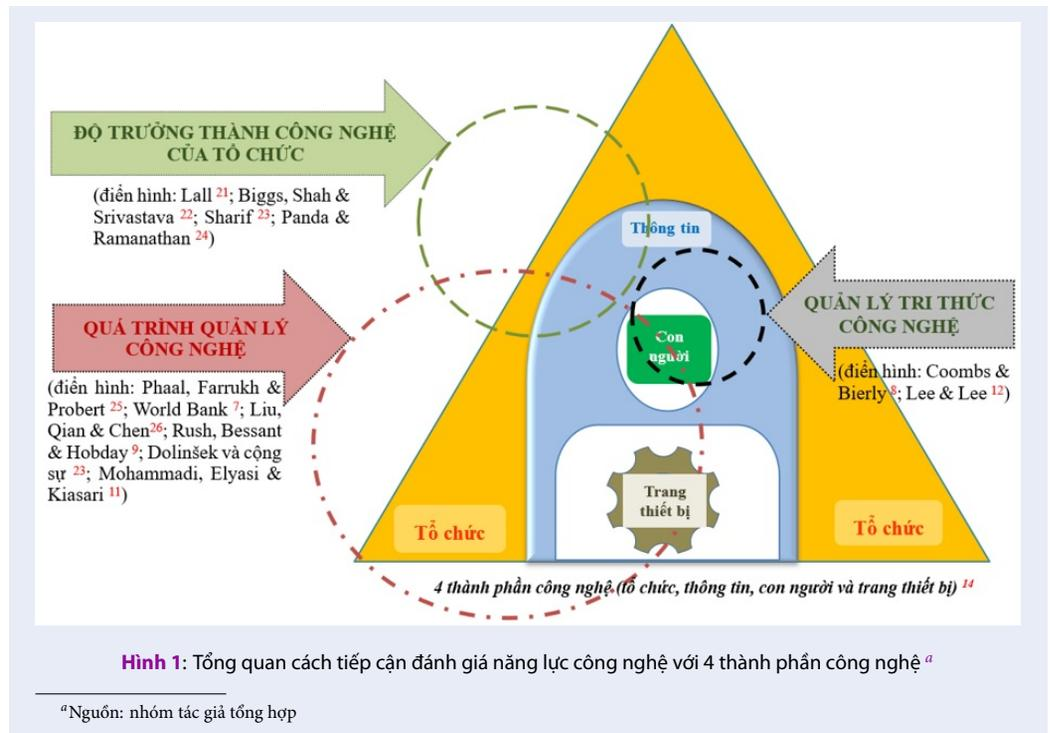 ĐỘ TRƯỞNG THÀNH CÔNG NGHỆ
CỦA TỔ CHỨC
(điển hình: Lall 21; Biggs, Shah &
Srivastava 22; Sharif 23; Panda &
Ramanathan 24)
Thông tin
QUÁ TRÌNH QUẢN LÝ
CÔNG NGHỆ
(điển hình: Phaal, Farrukh &
Probert 25; World Bank 7; Liu,
Qian & Chen26; Rush, Bessant
& Hobday 9; Dolinšek và cộng
sự 23; Mohammadi, Elyasi &
Kiasari 11)
Con
người
QUẢN LÝ TRI THỨC
CÔNG NGHỆ
(điển hình: Coombs &
Bierly 8; Lee & Lee 12)
Trang
thiết bị
Tổ chức
Tổ chức
4 thành phần công nghệ (tổ chức, thông tin, con người và trang thiết bị) 14
Hình 1: Tổng quan cách tiếp cận đánh giá năng lực công nghệ với 4 thành phần công nghệ a
aNguồn: nhóm tác giả tổng hợp